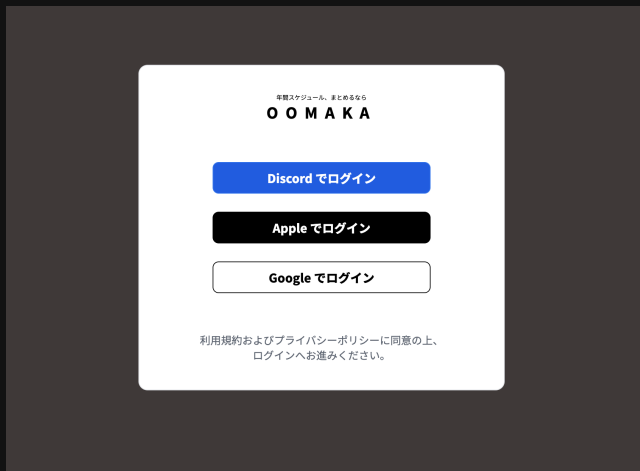 年間スケジュール、まとめるなら
OOMAKA
Discord でログイン
Apple でログイン
Google でログイン
利用規約およびプライバシーポリシーに同意の上、
ログインへお進みください。